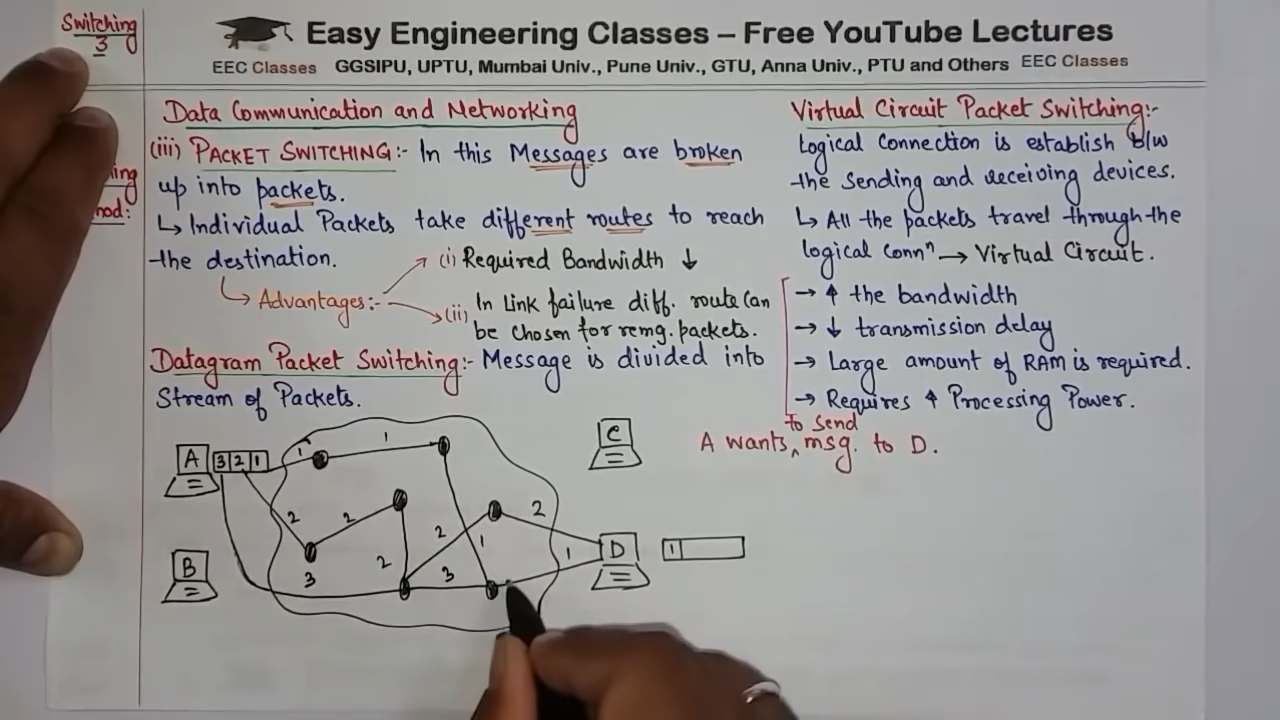 Switching
3
Easy Engineering Classes – Free YouTube Lectures
EEC Classes GGSIPU, UPTU, Mumbai Univ., Pune Univ., GTU, Anna Univ., PTU and Others EEC Classes
Data Communication and Networking
(iii) PACKET SWITCHING:- In this Messages are broken
up into packets.
↳ Individual Packets take different routes to reach
the destination.
↳ Advantages:-
→ (i) Required Bandwidth ↓
→ (ii) In Link failure diff. route Can
be chosen for remg. packets.
Datagram Packet Switching:- Message is divided into
Stream of Packets.
Virtual Circuit Packet Switching:-
Logical Connection is establish b/w
the sending and receiving devices.
↳ All the packets travel through the
logical Connⁿ → Virtual Circuit.
→ ↑ the bandwidth
→ ↓ transmission delay
→ Large amount of RAM is required.
→ Requires ↑ Processing Power.
to send
A wants ^ msg. to D.
A 3 2 1
1 1
C
2 2 2 2
2 3 3 1 1
B
D 1